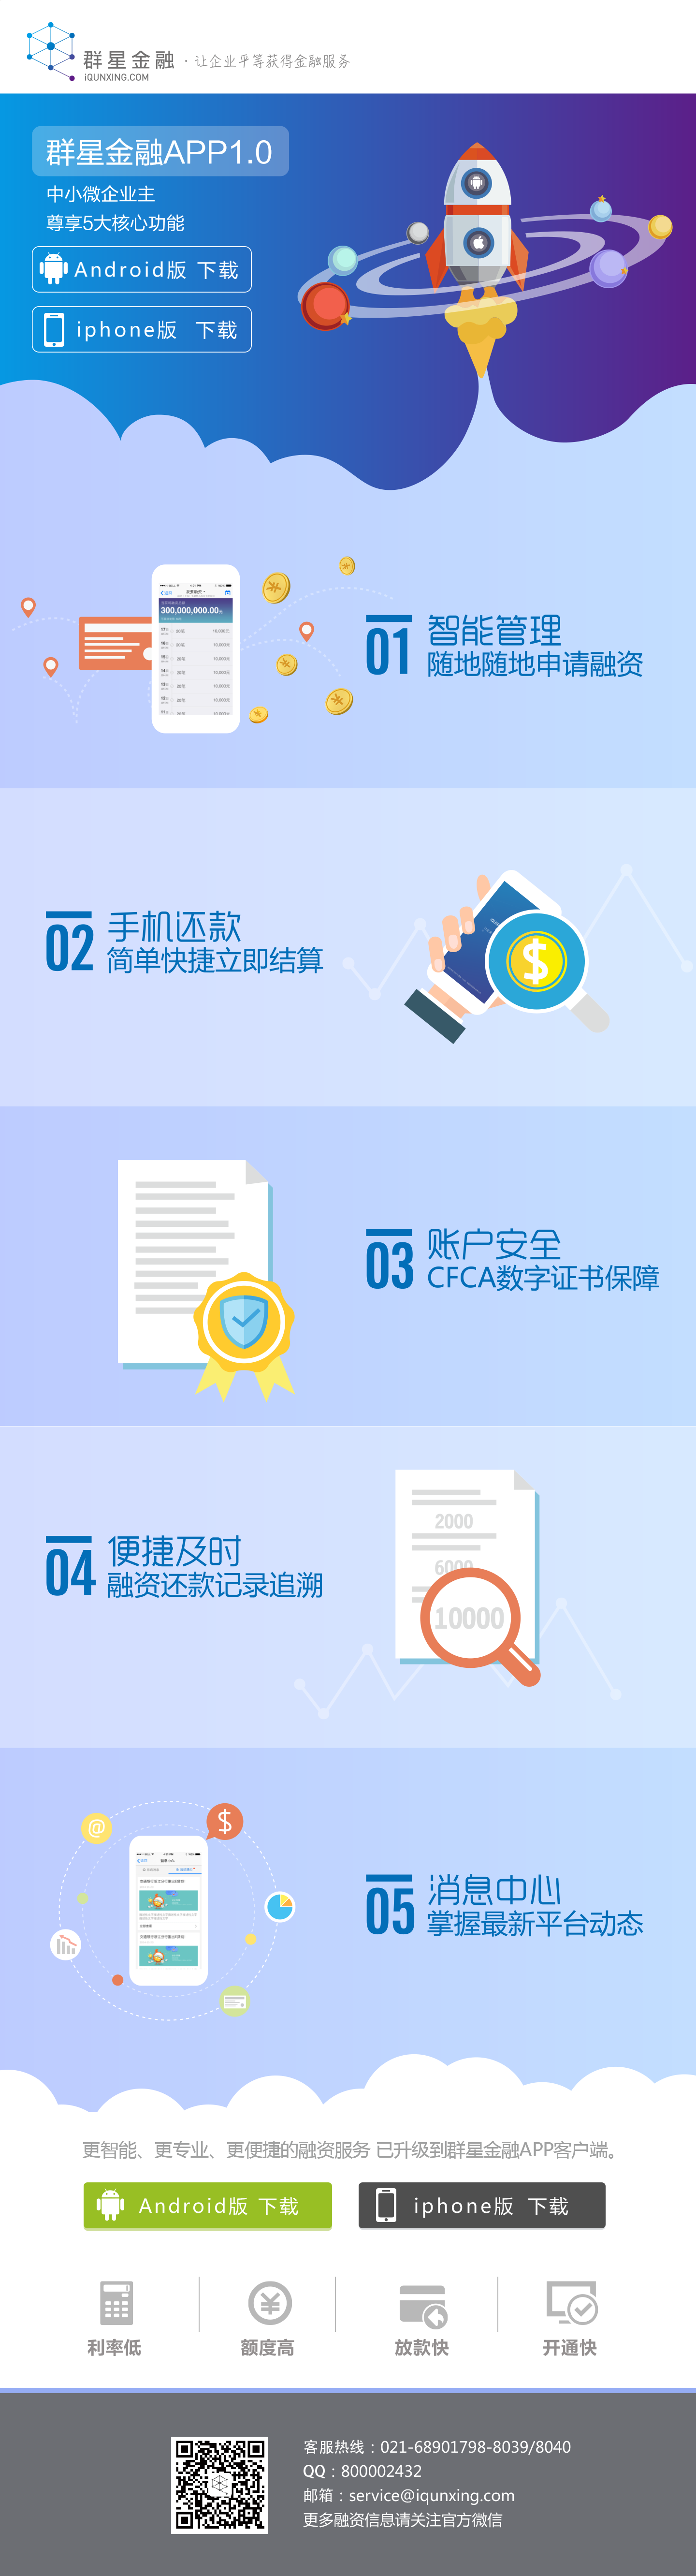 群星金融 · 让企业平等获得金融服务
iQUNXING.COM
群星金融APP1.0
中小微企业主
尊享5大核心功能
Android版 下载
iphone版 下载
300,000,000.00
01 智能管理
随地随地申请融资
02 手机还款
简单快捷立即结算
03 账户安全
CFCA数字证书保障
2000
6000
10000
04 便捷及时
融资还款记录追溯
@
$
消息中心
05 消息中心
掌握最新平台动态
更智能、更专业、更便捷的融资服务 已升级到群星金融APP客户端。
Android版 下载
iphone版 下载
利率低
额度高
放款快
开通快
客服热线：021-68901798-8039/8040
QQ：800002432
邮箱：service@iqunxing.com
更多融资信息请关注官方微信